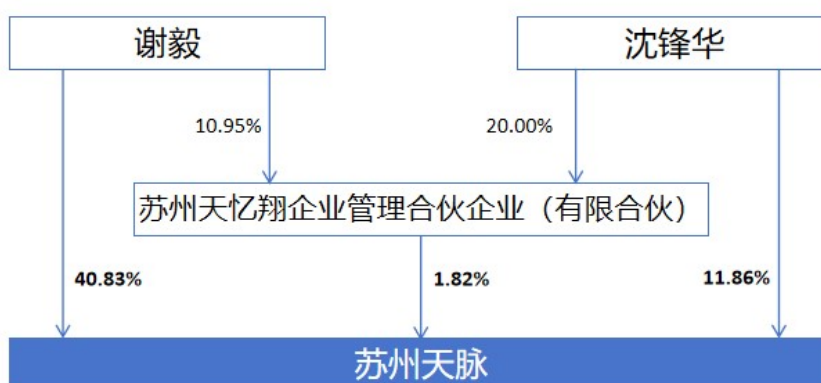 谢毅
沈锋华
10.95%
20.00%
苏州天忆翔企业管理合伙企业（有限合伙）
40.83%
1.82%
11.86%
苏州天脉